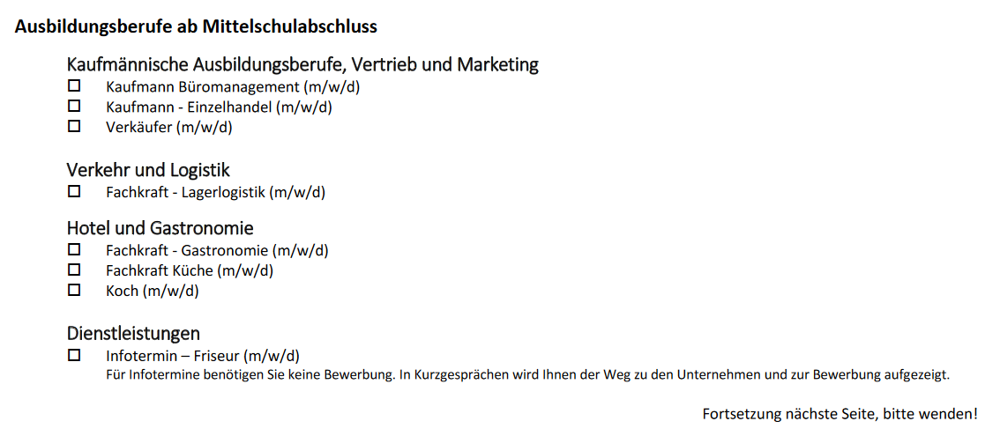 Ausbildungsberufe ab Mittelschulabschluss
Kaufmännische Ausbildungsberufe, Vertrieb und Marketing
☐ Kaufmann Büromanagement (m/w/d)
☐ Kaufmann - Einzelhandel (m/w/d)
☐ Verkäufer (m/w/d)
Verkehr und Logistik
☐ Fachkraft - Lagerlogistik (m/w/d)
Hotel und Gastronomie
☐ Fachkraft - Gastronomie (m/w/d)
☐ Fachkraft Küche (m/w/d)
☐ Koch (m/w/d)
Dienstleistungen
☐ Infotermin – Friseur (m/w/d)
Für Infotermine benötigen Sie keine Bewerbung. In Kurzgesprächen wird Ihnen der Weg zu den Unternehmen und zur Bewerbung aufgezeigt.
Fortsetzung nächste Seite, bitte wenden!